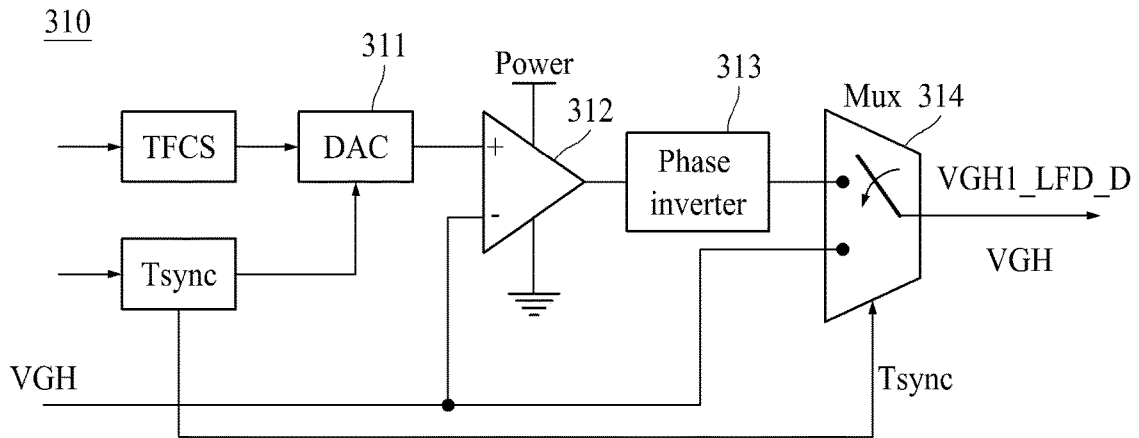 310
311
Power
313
312
Mux 314
TFCS
DAC
+
Phase
inverter
VGH1_LFD_D
-
VGH
Tsync
VGH
Tsync